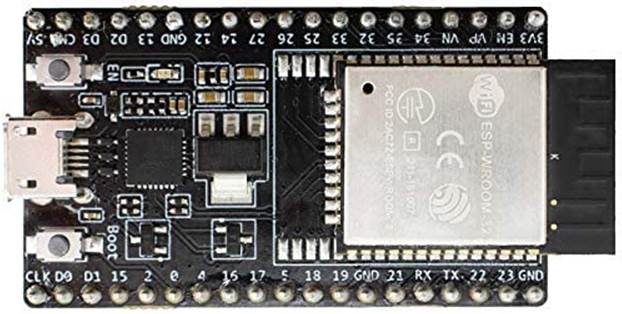 5V CMD D3 D2 13 GND 12 14 27 26 25 33 32 35 34 VN VP EN 3V3
EN
WiFi
ESP-WROOM-32
CE
Boot
CLK D0 D1 15 2 0 4 16 17 5 18 19 GND 21 RX TX 22 23 GND